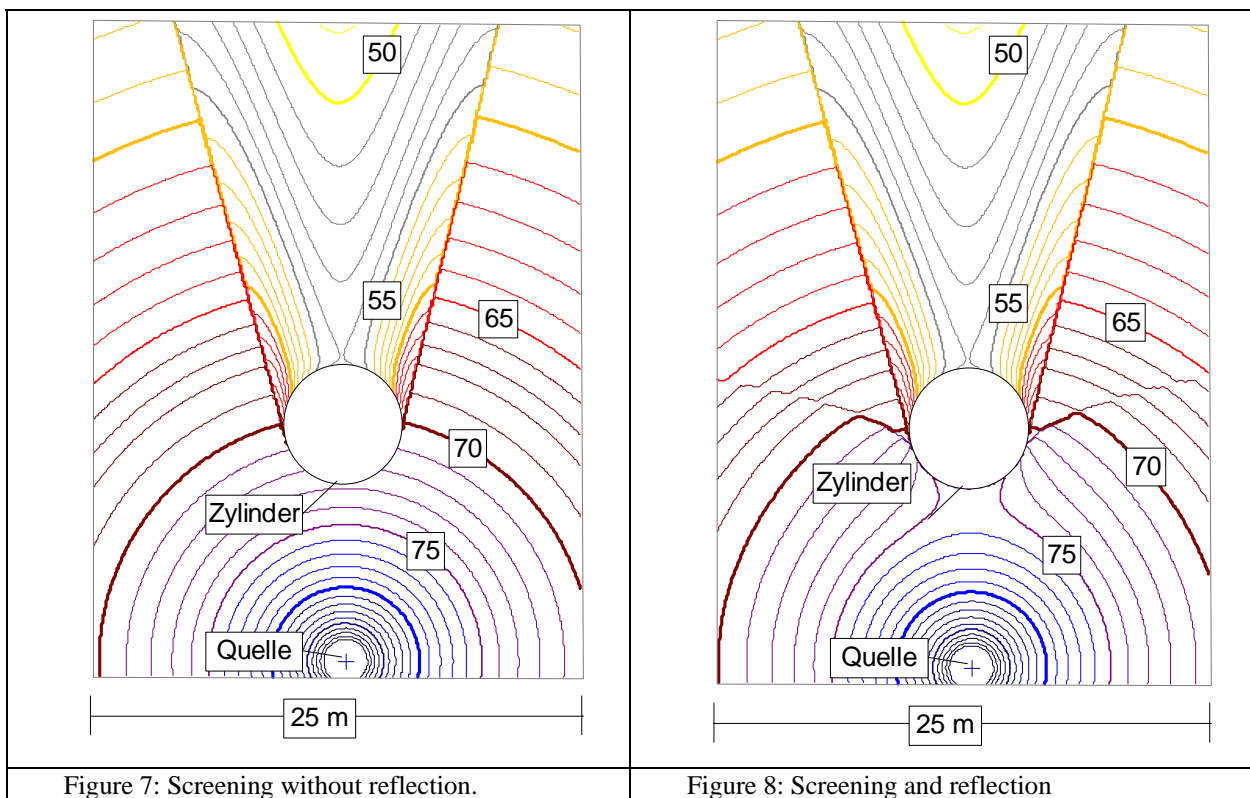 50
55
65
70
Zylinder
75
Quelle
25 m
Figure 7: Screening without reflection.
50
55
65
70
Zylinder
75
Quelle
25 m
Figure 8: Screening and reflection